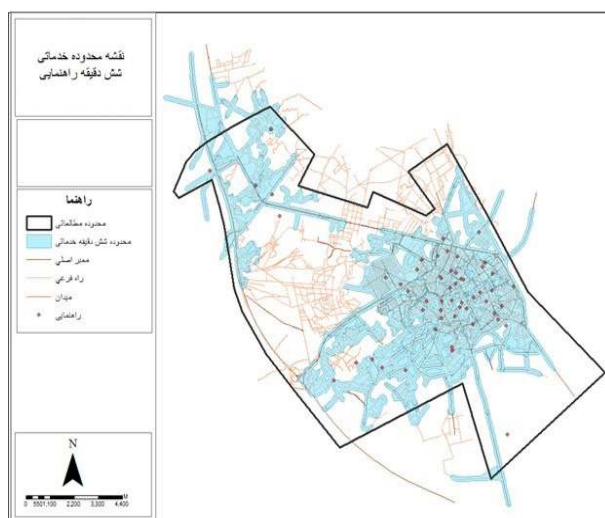 نقشه محدوده خدماتی
شش دقیقه راهنمایی
راهنما
محدوده مطالعاتی
محدوده شش دقیقه خدماتی
معبر اصلی
راه فرعی
میدان
راهنمایی
N
0 550 1,100 2,200 3,300 4,400